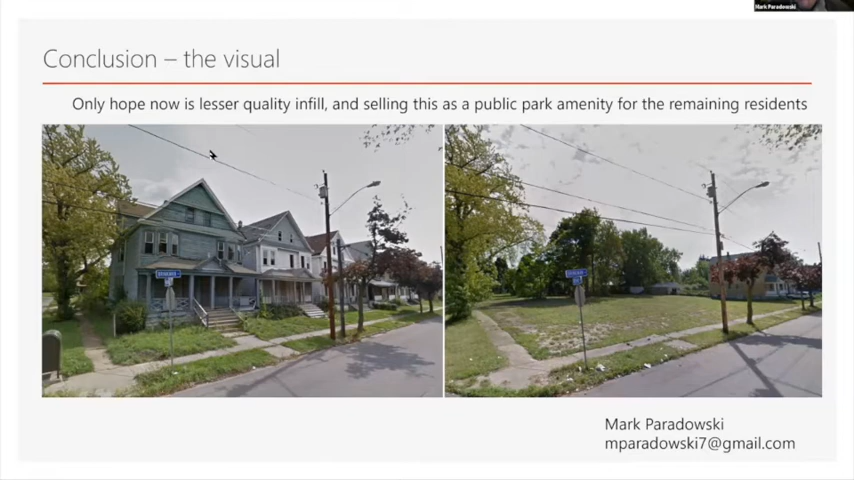 Mark Paradowski
Conclusion – the visual
Only hope now is lesser quality infill, and selling this as a public park amenity for the remaining residents
Mark Paradowski
mparadowski7@gmail.com